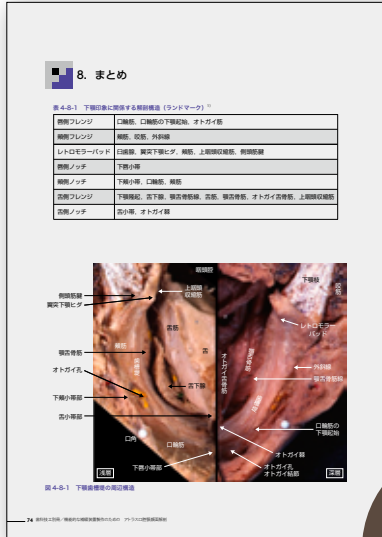 8. まとめ
表 4-8-1 下顎印象に関係する解剖構造（ランドマーク）
唇側フレンジ 口輪筋、口輪筋の下顎起始、オトガイ筋
頬側フレンジ 頬筋、咬筋、外斜線
レトロモラーパッド 臼歯腺、翼突下顎ヒダ、頬筋、上咽頭収縮筋、側頭筋腱
唇側ノッチ 下唇小帯
頬側ノッチ 下頬小帯、口輪筋、頬筋
舌側フレンジ 下顎隆起、舌下腺、顎舌骨筋線、舌筋、顎舌骨筋、オトガイ舌骨筋、上咽頭収縮筋
舌側ノッチ 舌小帯、オトガイ棘
咽頭腔
上咽頭
収縮筋
側頭筋腱
翼突下顎ヒダ
舌筋
舌
頬筋
顎舌骨筋
オトガイ孔
舌下腺
下頬小帯部
舌小帯部
口角
口輪筋
下唇小帯部
浅層
下顎枝
咬筋
レトロモラー
パッド
オトガイ舌骨筋
外斜線
顎舌骨筋線
口輪筋の
下顎起始
オトガイ棘
オトガイ孔
オトガイ結節
深層
図 4-8-1 下顎歯槽堤の周辺構造
74